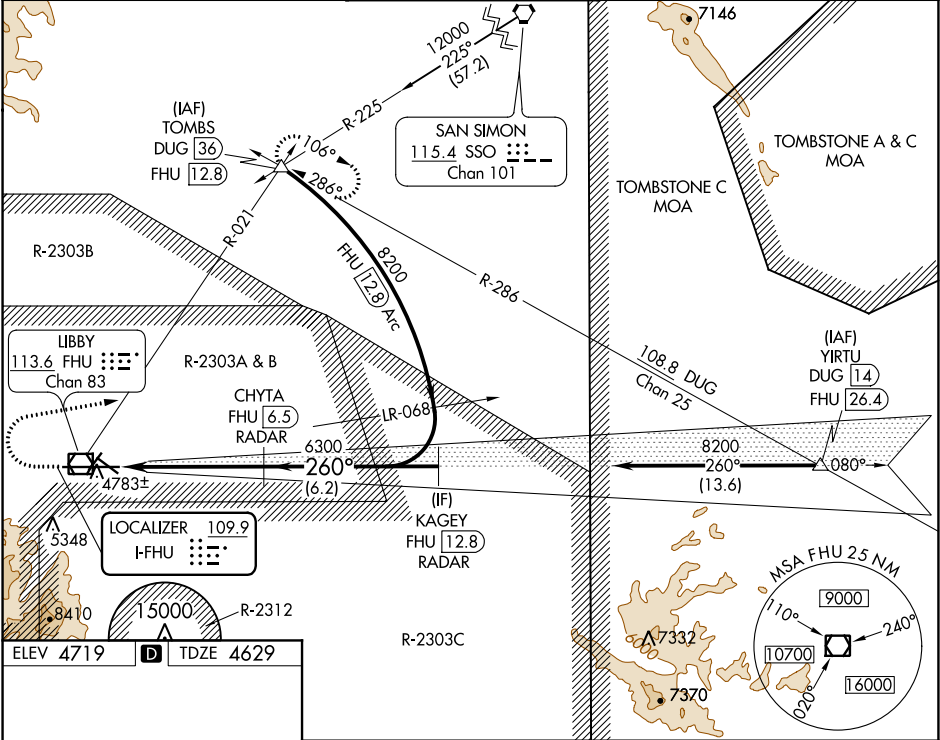 7146
12000
225°
(57.2)
(IAF)
TOMBS
DUG 36
FHU 12.8
R-225
106°
286°
SAN SIMON
115.4 SSO
Chan 101
TOMBSTONE A & C
MOA
TOMBSTONE C
MOA
R-021
R-2303B
8200
FHU 12.8 Arc
R-286
LIBBY
113.6 FHU
Chan 83
R-2303A & B
108.8 DUG
Chan 25
(IAF)
YIRTU
DUG 14
FHU 26.4
CHYTA
FHU 6.5
RADAR
LR-068
6300
260°
(6.2)
8200
260°
(13.6)
080°
4783±
(IF)
KAGEY
FHU 12.8
RADAR
LOCALIZER 109.9
I-FHU
5348
8410
15000
R-2312
R-2303C
6000
7332
7370
MSA FHU 25 NM
110°
9000
240°
10700
020°
16000
ELEV 4719 D TDZE 4629